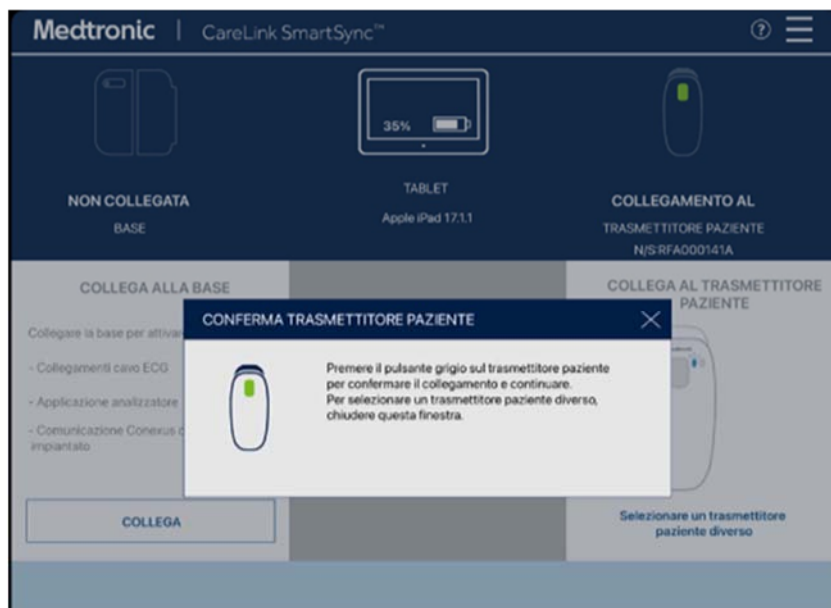 Medtronic | CareLink SmartSync™
?
35%
NON COLLEGATA
BASE
TABLET
Apple iPad 17.1.1
COLLEGAMENTO AL
TRASMETTITORE PAZIENTE
N/S:RFA000141A
COLLEGA ALLA BASE
Collegare la base per attivar
- Collegamenti cavo ECG
- Applicazione analizzatore
- Comunicazione Conexus
impiantato
COLLEGA
CONFERMA TRASMETTITORE PAZIENTE
Premere il pulsante grigio sul trasmettitore paziente
per confermare il collegamento e continuare.
Per selezionare un trasmettitore paziente diverso,
chiudere questa finestra.
COLLEGA AL TRASMETTITORE
PAZIENTE
Selezionare un trasmettitore
paziente diverso